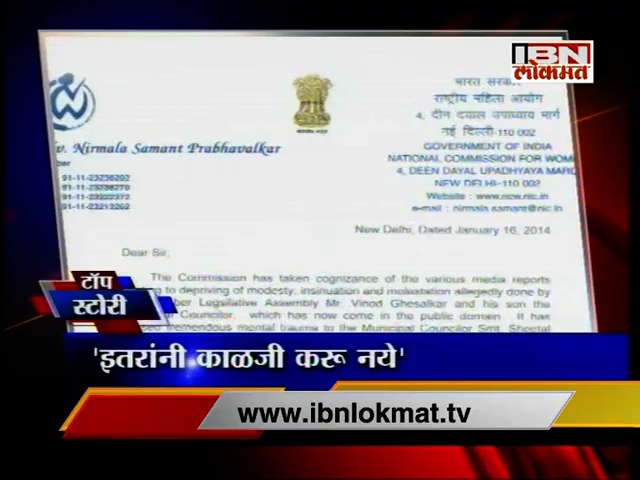 IBN
लोकमत
भारत सरकार
राष्ट्रीय महिला आयोग
4, दीन दयाल उपाध्याय मार्ग
नई दिल्ली-110 002
GOVERNMENT OF INDIA
NATIONAL COMMISSION FOR WOM
4, DEEN DAYAL UPADHYAYA MARG
NEW DELHI-110 002
Website : www.ncw.nic.in
e-mail : nirmala.samant@nic.in
v. Nirmala Samant Prabhavalkar
ber
91-11-23236202
91-11-23236270
91-11-23222372
91-11-23213202
New Delhi, Dated January 16, 2014
Dear Sir,
The Commission has taken cognizance of the various media reports
to depriving of modesty, insinuation and molestation allegedly done by
ber Legislative Assembly Mr. Vinod Ghesalkar and his son the
Councilor, which has now come in the public domain. It has
tremendous mental trauma to the Municipal Councilor Smt. Sheetal
टॉप
स्टोरी
'इतरांनी काळजी करू नये'
www.ibnlokmat.tv